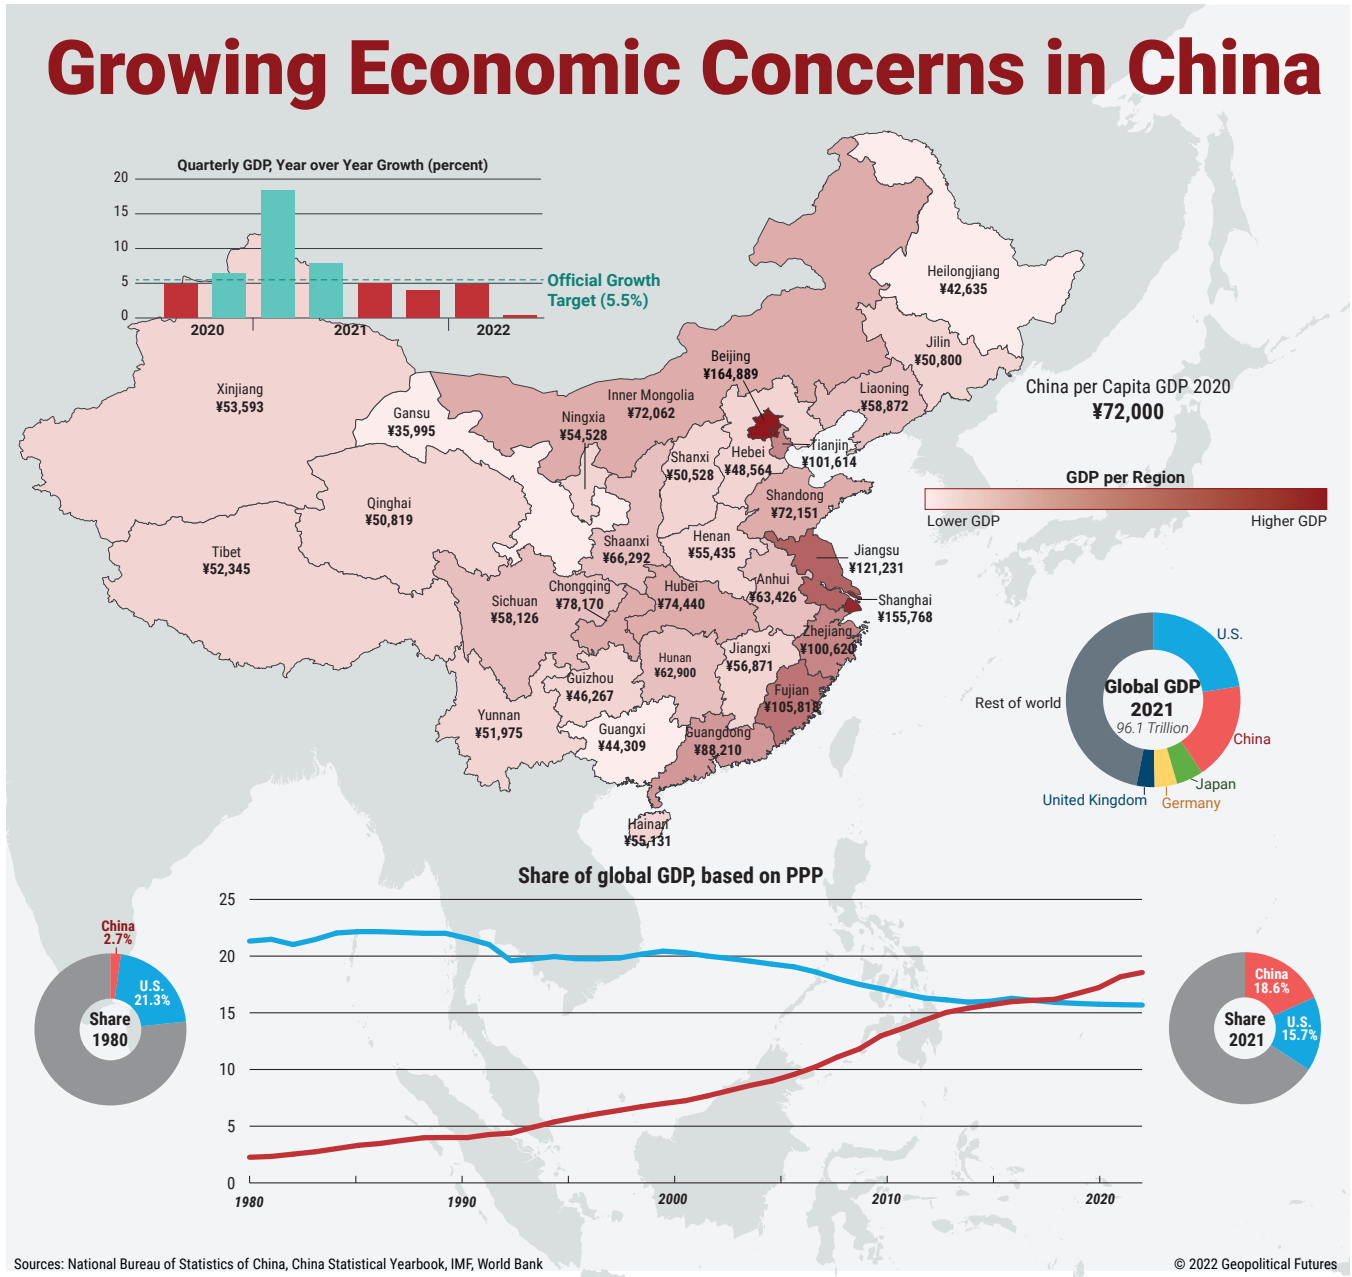 Growing Economic Concerns in China
Quarterly GDP, Year over Year Growth (percent)
20
15
10
5
0
2020
2021
2022
Official Growth
Target (5.5%)
Heilongjiang
¥42,635
Jilin
¥50,800
Beijing
¥164,889
Liaoning
¥58,872
China per Capita GDP 2020
¥72,000
Xinjiang
¥53,593
Gansu
¥35,995
Inner Mongolia
¥72,062
Ningxia
¥54,528
Tianjin
¥101,614
Shanxi
¥50,528
Hebei
¥48,564
GDP per Region
Lower GDP
Higher GDP
Qinghai
¥50,819
Shandong
¥72,151
Tibet
¥52,345
Shaanxi
¥66,292
Henan
¥55,435
Jiangsu
¥121,231
Sichuan
¥58,126
Chongqing
¥78,170
Hubei
¥74,440
Anhui
¥63,426
Shanghai
¥155,768
Zhejiang
¥100,620
Hunan
¥62,900
Jiangxi
¥56,871
Guizhou
¥46,267
Fujian
¥105,818
Yunnan
¥51,975
Guangxi
¥44,309
Guangdong
¥88,210
Hainan
¥55,131
U.S.
Rest of world
Global GDP
2021
96.1 Trillion
China
Japan
Germany
United Kingdom
Share of global GDP, based on PPP
25
20
15
10
5
0
1980
1990
2000
2010
2020
China
2.7%
U.S.
21.3%
Share
1980
China
18.6%
U.S.
15.7%
Share
2021
Sources: National Bureau of Statistics of China, China Statistical Yearbook, IMF, World Bank
© 2022 Geopolitical Futures